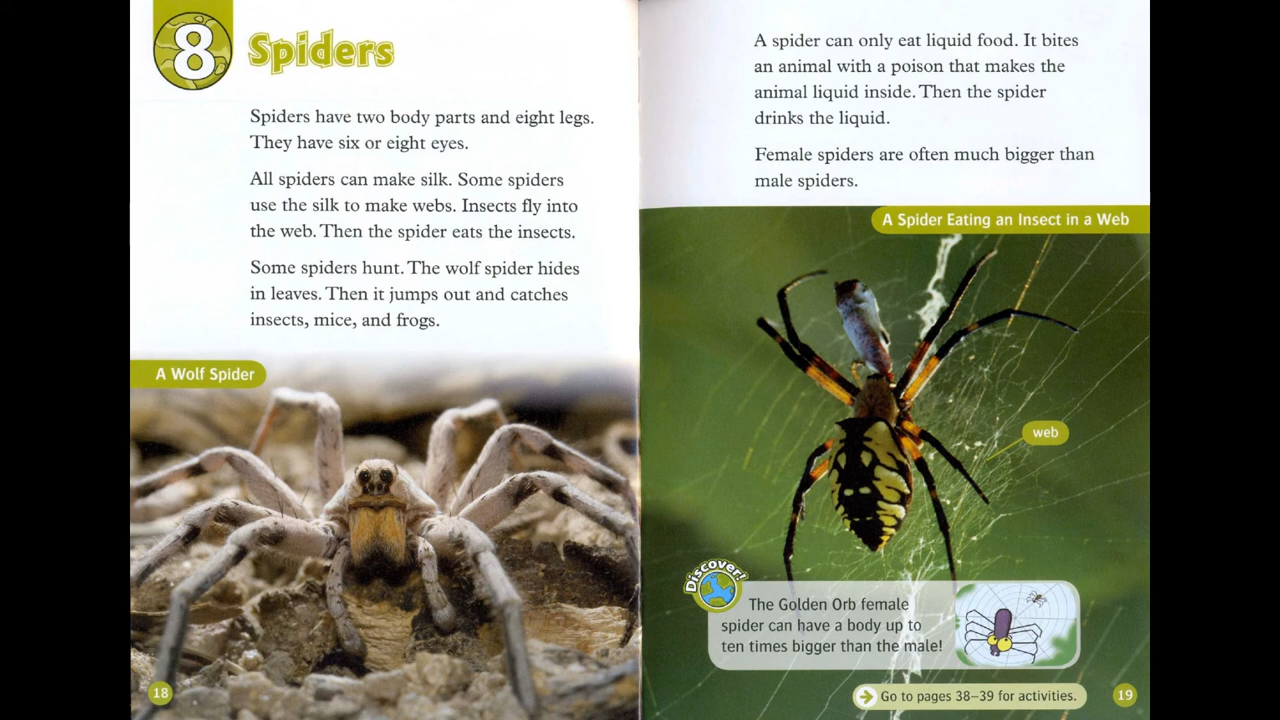 8 Spiders
Spiders have two body parts and eight legs.
They have six or eight eyes.
All spiders can make silk. Some spiders
use the silk to make webs. Insects fly into
the web. Then the spider eats the insects.
Some spiders hunt. The wolf spider hides
in leaves. Then it jumps out and catches
insects, mice, and frogs.
A Wolf Spider
18
A spider can only eat liquid food. It bites
an animal with a poison that makes the
animal liquid inside. Then the spider
drinks the liquid.
Female spiders are often much bigger than
male spiders.
A Spider Eating an Insect in a Web
web
Discover!
The Golden Orb female
spider can have a body up to
ten times bigger than the male!
Go to pages 38–39 for activities.
19